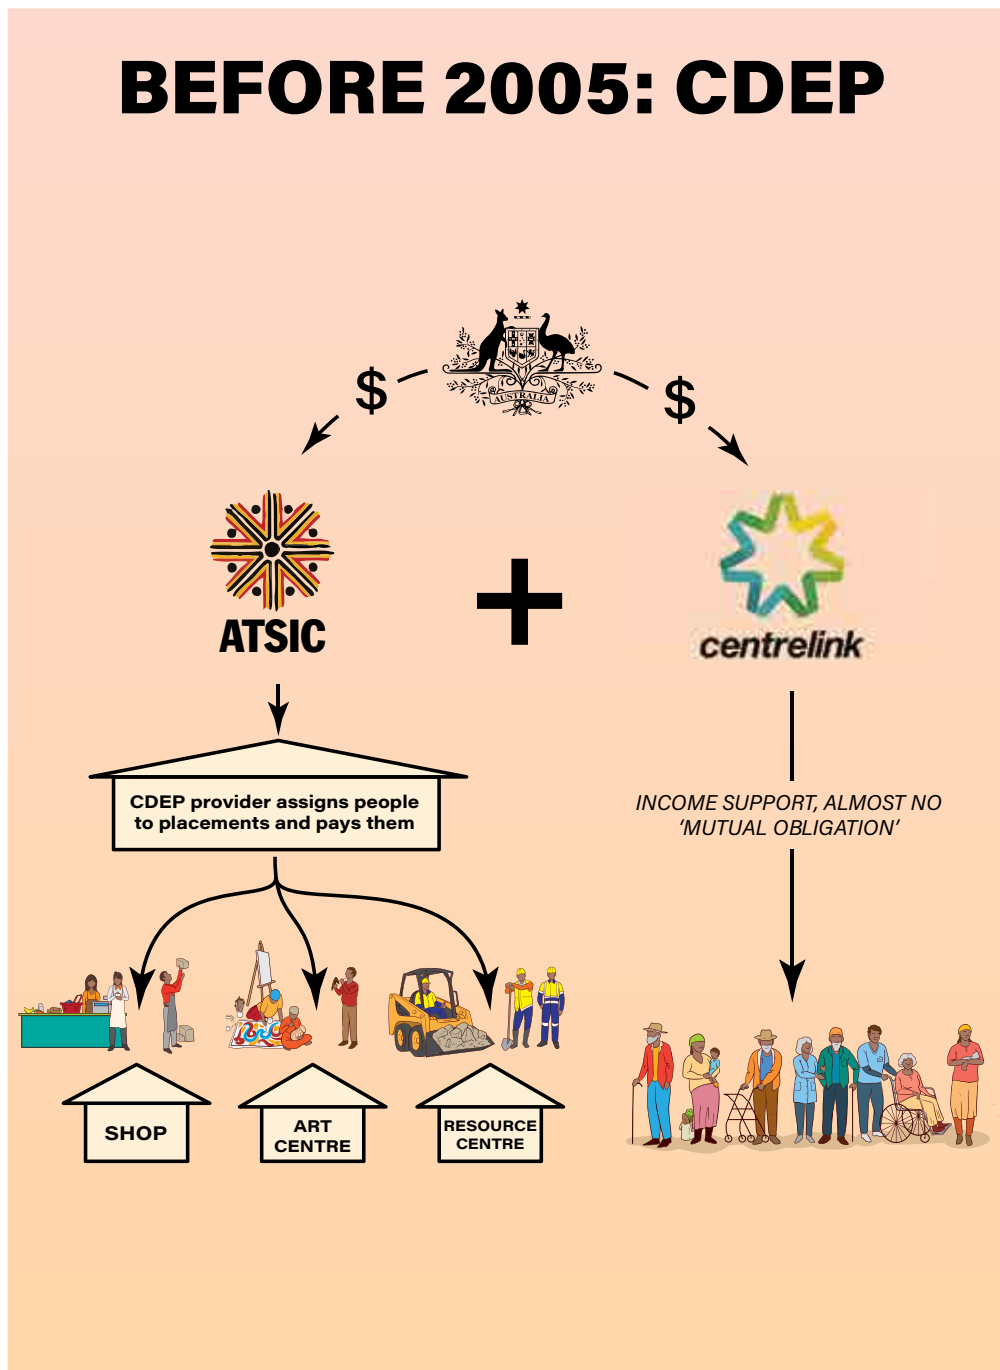 BEFORE 2005: CDEP
AUSTRALIA
$
$
ATSIC
centrelink
CDEP provider assigns people
to placements and pays them
INCOME SUPPORT, ALMOST NO
‘MUTUAL OBLIGATION’
SHOP
ART
CENTRE
RESOURCE
CENTRE